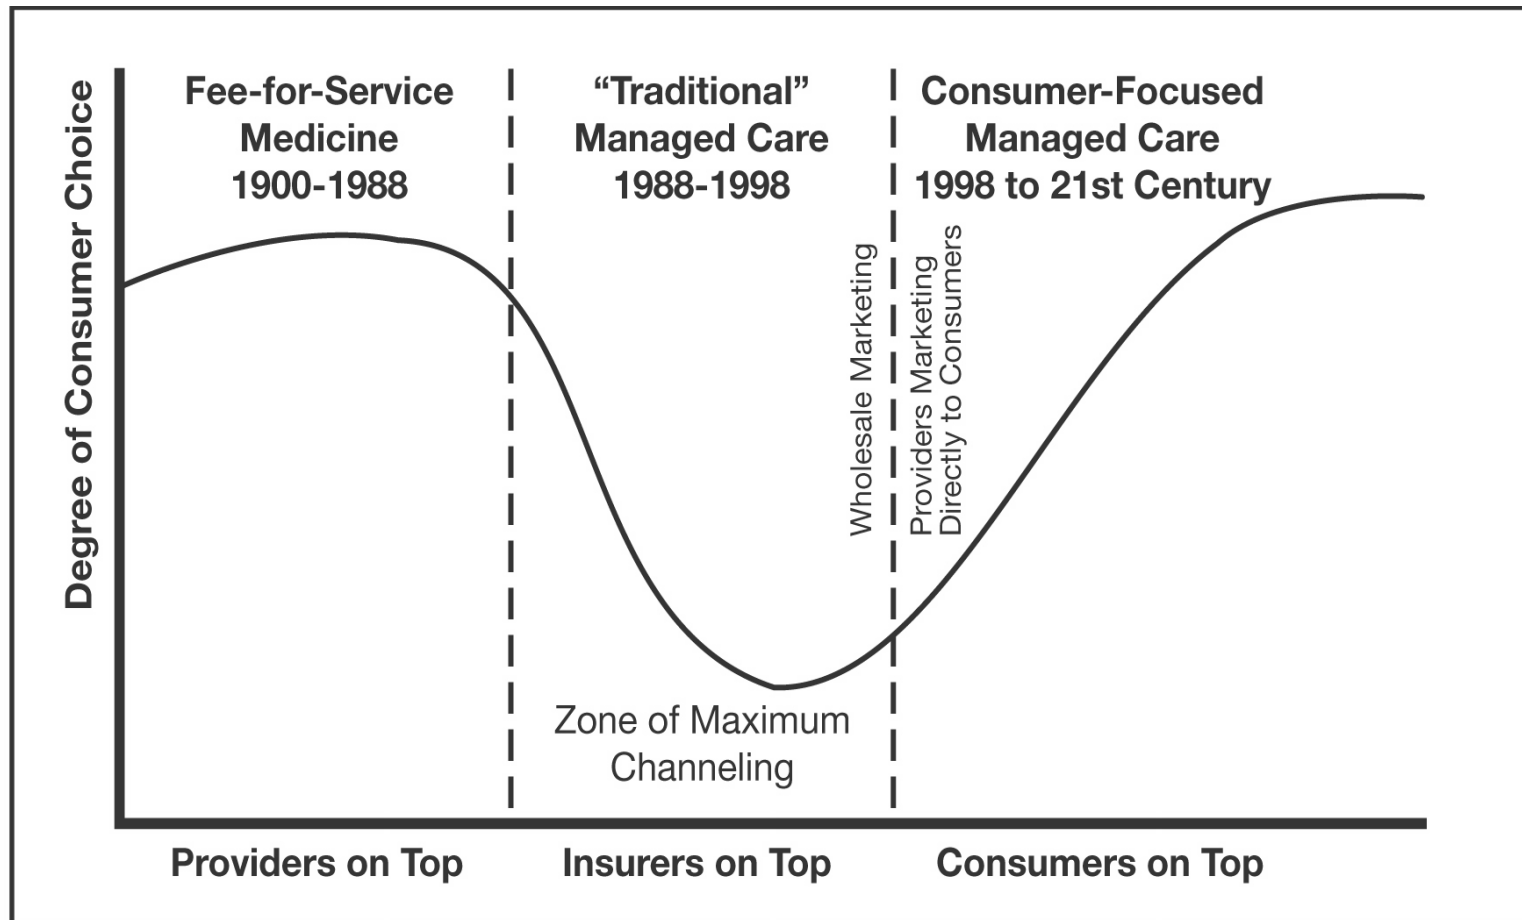 Degree of Consumer Choice
Fee-for-Service
Medicine
1900-1988
“Traditional”
Managed Care
1988-1998
Consumer-Focused
Managed Care
1998 to 21st Century
Wholesale Marketing
Providers Marketing
Directly to Consumers
Zone of Maximum
Channeling
Providers on Top
Insurers on Top
Consumers on Top